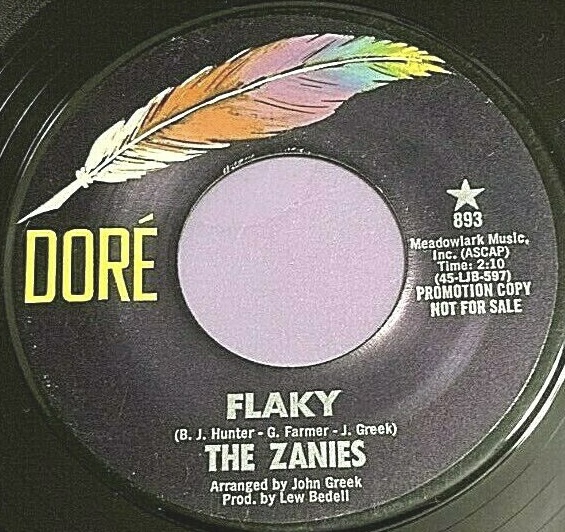 DORÉ
893
Meadowlark Music,
Inc. (ASCAP)
Time: 2:10
(45-LJB-597)
PROMOTION COPY
NOT FOR SALE
FLAKY
(B. J. Hunter - G. Farmer - J. Greek)
THE ZANIES
Arranged by John Greek
Prod. by Lew Bedell